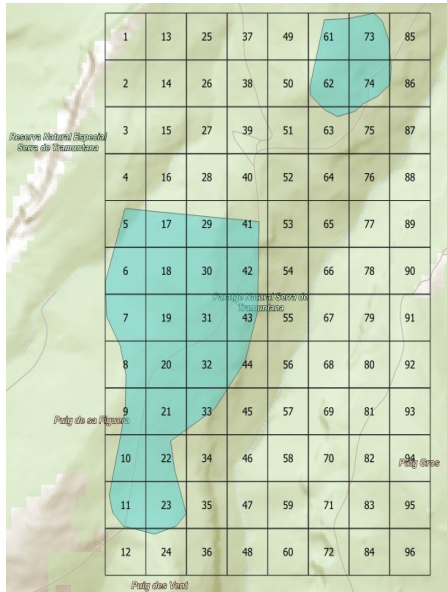 1 13 25 37 49 61 73 85
2 14 26 38 50 62 74 86
3 15 27 39 51 63 75 87
Reserva Natural Especial
Serra de Tramuntana
4 16 28 40 52 64 76 88
5 17 29 41 53 65 77 89
6 18 30 42 54 66 78 90
Paratge Natural Serra de
Tramuntana
7 19 31 43 55 67 79 91
8 20 32 44 56 68 80 92
9 21 33 45 57 69 81 93
Puig de sa Figuera
10 22 34 46 58 70 82 94
Puig Gros
11 23 35 47 59 71 83 95
12 24 36 48 60 72 84 96
Puig des Vent